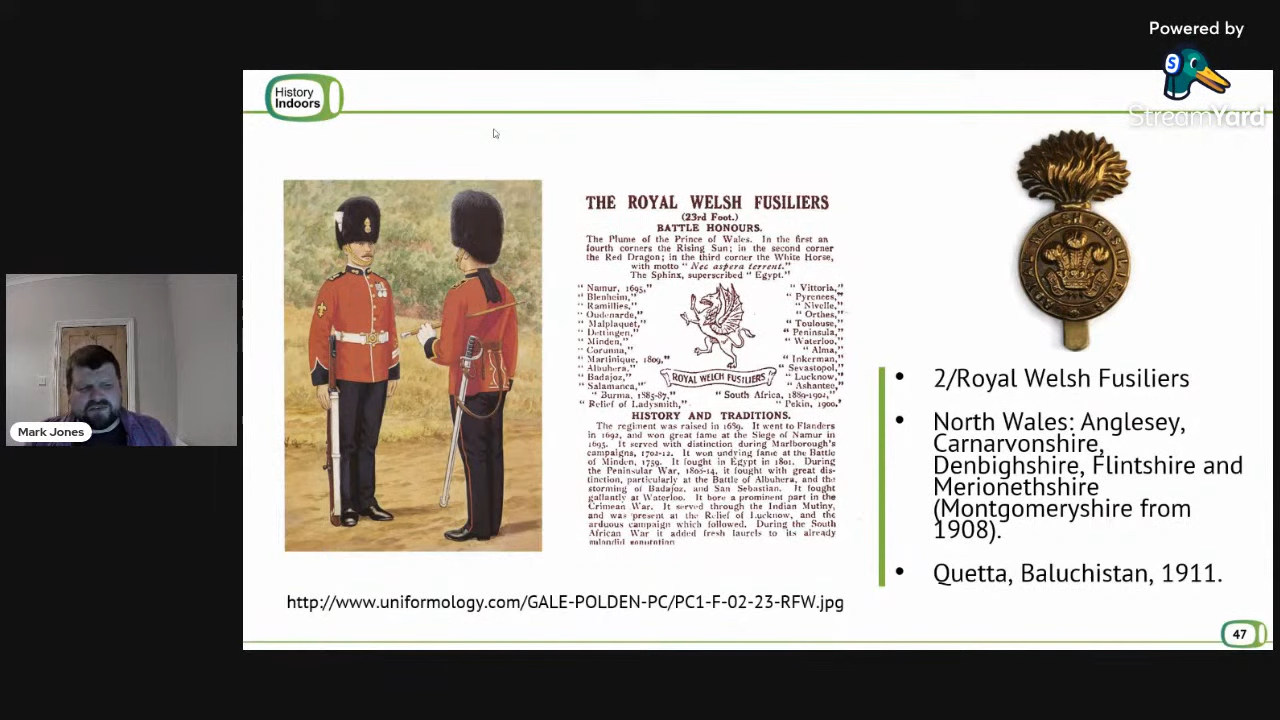 Powered by
StreamYard
History
Indoors
THE ROYAL WELSH FUSILIERS
(23rd Foot.)
BATTLE HONOURS.
The Plume of the Prince of Wales. In the first an
fourth corners the Rising Sun; in the second corner
the Red Dragon; in the third corner the White Horse,
with motto "Nec aspera terrent."
The Sphinx, superscribed "Egypt."
"Namur, 1695,"
"Blenheim,"
"Ramillies,"
"Oudenarde,"
"Malplaquet,"
"Dettingen,"
"Minden,"
"Corunna,"
"Martinique, 1809,"
"Albuhera,"
"Badajoz,"
"Salamanca,"
"Burma, 1885-87,"
"Relief of Ladysmith,"
"Vittoria,"
"Pyrenees,"
"Nivelle,"
"Orthes,"
"Toulouse,"
"Peninsula,"
"Waterloo,"
"Alma,"
"Inkerman,"
"Sevastopol,"
"Lucknow,"
"Ashantee,"
"South Africa, 1889-1902,"
"Pekin, 1900,"
ROYAL WELCH FUSILIERS
HISTORY AND TRADITIONS.
The regiment was raised in 1689. It went to Flanders
in 1692, and won great fame at the Siege of Namur in
1695. It served with distinction during Marlborough's
campaigns, 1702-12. It won undying fame at the Battle
of Minden, 1759. It fought in Egypt in 1801. During
the Peninsular War, 1808-14, it fought with great dis-
tinction, particularly at the Battle of Albuhera, and the
storming of Badajoz, and San Sebastian. It fought
gallantly at Waterloo. It bore a prominent part in the
Crimean War. It served through the Indian Mutiny,
and was present at the Relief of Lucknow, and the
arduous campaign which followed. During the South
African War it added fresh laurels to its already
ROYAL WELCH FUSILIERS
• 2/Royal Welsh Fusiliers
• North Wales: Anglesey,
Carnarvonshire,
Denbighshire, Flintshire and
Merionethshire
(Montgomeryshire from
1908).
• Quetta, Baluchistan, 1911.
http://www.uniformology.com/GALE-POLDEN-PC/PC1-F-02-23-RFW.jpg
47
Mark Jones